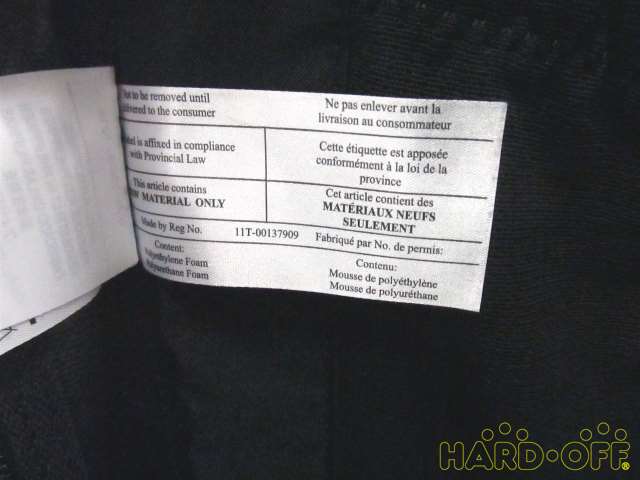 to be removed until
to the consumer
Ne pas enlever avant la
livraison au consommateur
is affixed in compliance
with Provincial Law
Cette étiquette est apposée
conformément à la loi de la
province
This article contains
MATERIAL ONLY
Cet article contient des
MATÉRIAUX NEUFS
SEULEMENT
Made by Reg No. 11T-00137909 Fabriqué par No. de permis:
Content:
Polyethylene Foam
Polyurethane Foam
Contenu:
Mousse de polyéthylène
Mousse de polyuréthane
HARD-OFF®